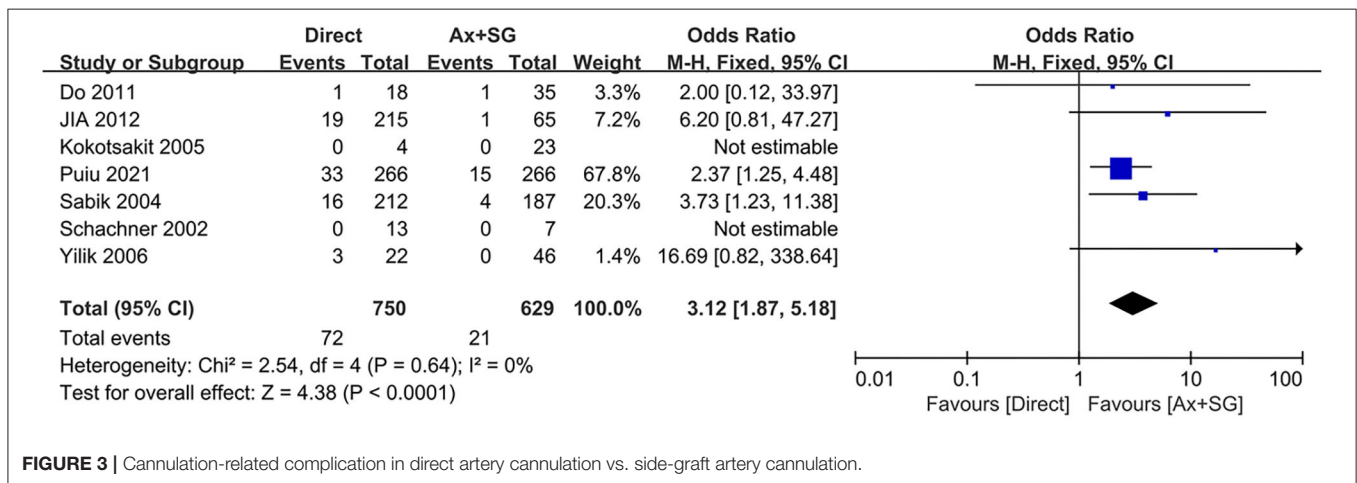 Direct Ax+SG Odds Ratio Odds Ratio
Study or Subgroup Events Total Events Total Weight M-H, Fixed, 95% CI M-H, Fixed, 95% CI
Do 2011 1 18 1 35 3.3% 2.00 [0.12, 33.97]
JIA 2012 19 215 1 65 7.2% 6.20 [0.81, 47.27]
Kokotsakit 2005 0 4 0 23 Not estimable
Puiu 2021 33 266 15 266 67.8% 2.37 [1.25, 4.48]
Sabik 2004 16 212 4 187 20.3% 3.73 [1.23, 11.38]
Schachner 2002 0 13 0 7 Not estimable
Yilik 2006 3 22 0 46 1.4% 16.69 [0.82, 338.64]
Total (95% CI) 750 629 100.0% 3.12 [1.87, 5.18]
Total events 72 21
Heterogeneity: Chi² = 2.54, df = 4 (P = 0.64); I² = 0%
Test for overall effect: Z = 4.38 (P < 0.0001)
0.01 0.1 1 10 100
Favours [Direct] Favours [Ax+SG]
FIGURE 3 | Cannulation-related complication in direct artery cannulation vs. side-graft artery cannulation.